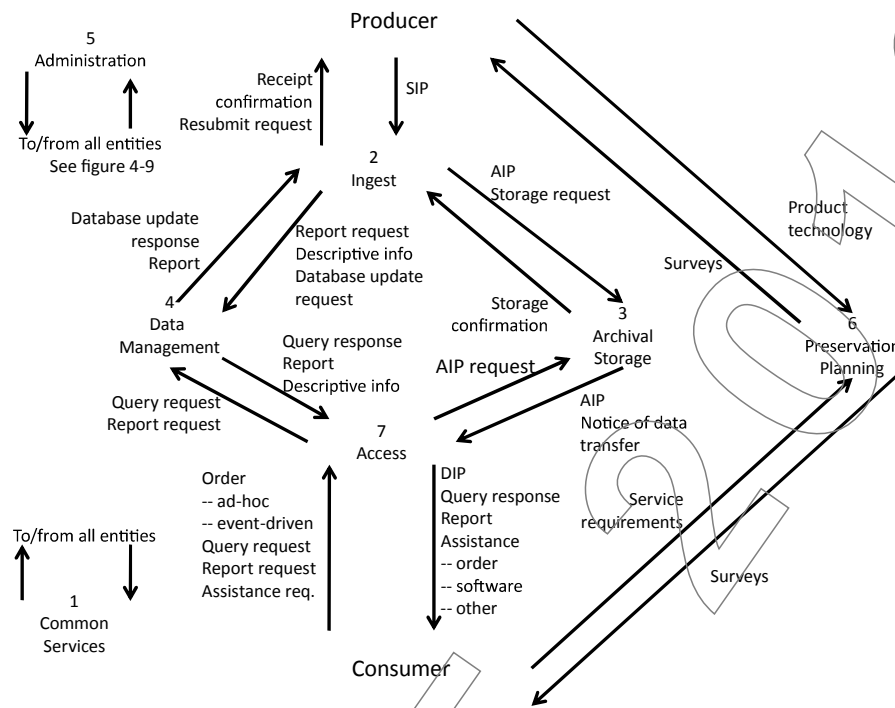 Producer
5
Administration
Receipt
confirmation
Resubmit request
SIP
To/from all entities
See figure 4-9
2
Ingest
AIP
Storage request
Product
technology
Database update
response
Report
Report request
Descriptive info
Database update
request
Surveys
4
Data
Management
Storage
confirmation
3
Archival
Storage
6
Preservation
Planning
Query response
Report
Descriptive info
AIP request
Query request
Report request
AIP
Notice of data
transfer
7
Access
Order
-- ad-hoc
-- event-driven
Query request
Report request
Assistance req.
DIP
Query response
Report
Assistance
-- order
-- software
-- other
Service
requirements
Surveys
To/from all entities
1
Common
Services
Consumer